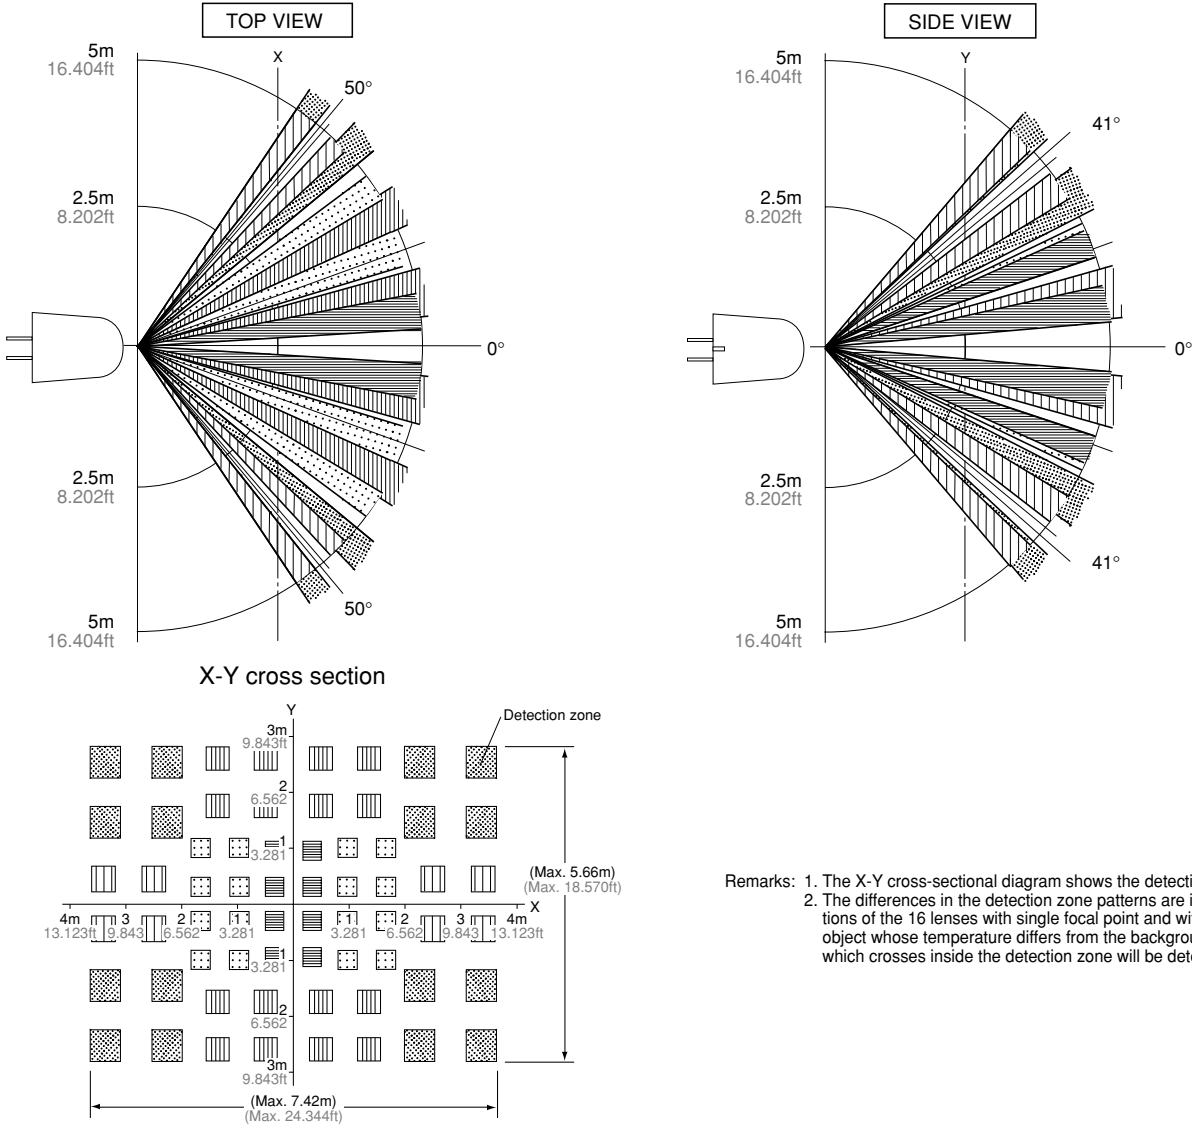 TOP VIEW
X
5m
16.404ft
50°
2.5m
8.202ft
0°
2.5m
8.202ft
50°
5m
16.404ft
SIDE VIEW
Y
5m
16.404ft
41°
2.5m
8.202ft
0°
2.5m
8.202ft
41°
5m
16.404ft
X-Y cross section
Y
Detection zone
3m
9.843ft
2
6.562
1
3.281
(Max. 5.66m)
(Max. 18.570ft)
X
4m 3 2 1 1 2 3 4m
13.123ft 9.843 6.562 3.281 3.281 6.562 9.843 13.123ft
1
3.281
2
6.562
3m
9.843ft
(Max. 7.42m)
(Max. 24.344ft)
Remarks: 1. The X-Y cross-sectional diagram shows the detecti
2. The differences in the detection zone patterns are i
tions of the 16 lenses with single focal point and wi
object whose temperature differs from the backgrou
which crosses inside the detection zone will be dete